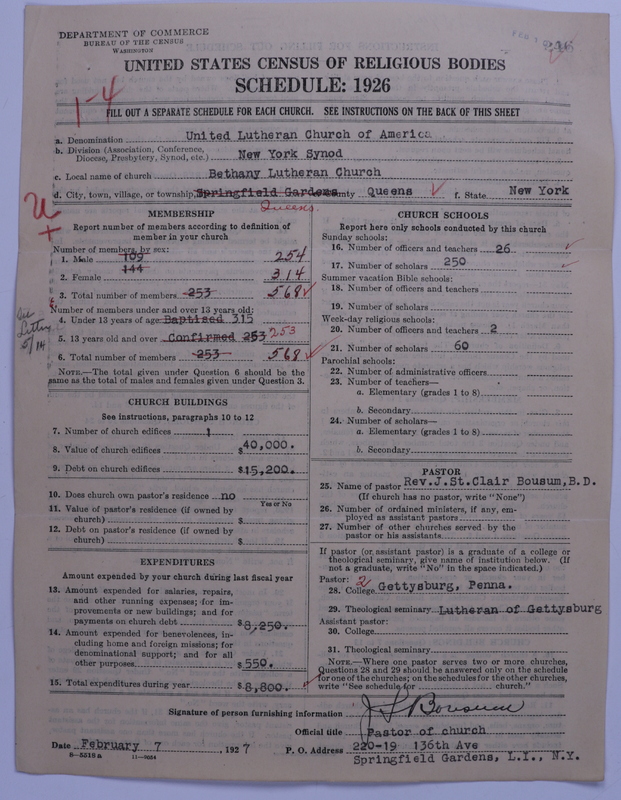 DEPARTMENT OF COMMERCE
BUREAU OF THE CENSUS
WASHINGTON
UNITED STATES CENSUS OF RELIGIOUS BODIES
SCHEDULE: 1926
1-4
FILL OUT A SEPARATE SCHEDULE FOR EACH CHURCH. SEE INSTRUCTIONS ON THE BACK OF THIS SHEET
a. Denomination United Lutheran Church of America
b. Division (Association, Conference,
Diocese, Presbytery, Synod, etc.) New York Synod
c. Local name of church Bethany Lutheran Church
d. City, town, village, or township, Springfield Gardens County Queens f. State New York
Queens
MEMBERSHIP
Report number of members according to definition of
member in your church
Number of members by sex:
1. Male 109 254
2. Female 144 314
3. Total number of members 253 568
Number of members under and over 13 years old:
4. Under 13 years of age Baptised 315
5. 13 years old and over Confirmed 253 253
6. Total number of members 253 568
See
Letter
5/14
NOTE.—The total given under Question 6 should be the
same as the total of males and females given under Question 3.
CHURCH BUILDINGS
See instructions, paragraphs 10 to 12
7. Number of church edifices 1
8. Value of church edifices $40,000.
9. Debt on church edifices $15,200.
10. Does church own pastor's residence no
Yes or No
11. Value of pastor's residence (if owned by
church) $
12. Debt on pastor's residence (if owned by
church) $
EXPENDITURES
Amount expended by your church during last fiscal year
13. Amount expended for salaries, repairs,
and other running expenses; for im-
provements or new buildings; and for
payments on church debt $8,250.
14. Amount expended for benevolences, in-
cluding home and foreign missions; for
denominational support; and for all
other purposes $550.
15. Total expenditures during year $8,800.
CHURCH SCHOOLS
Report here only schools conducted by this church
Sunday schools:
16. Number of officers and teachers 26
17. Number of scholars 250
Summer vacation Bible schools:
18. Number of officers and teachers
19. Number of scholars
Week-day religious schools:
20. Number of officers and teachers 2
21. Number of scholars 60
Parochial schools:
22. Number of administrative officers
23. Number of teachers—
a. Elementary (grades 1 to 8)
b. Secondary
24. Number of scholars—
a. Elementary (grades 1 to 8)
b. Secondary
PASTOR
25. Name of pastor Rev.J.St.Clair Bousum,B.D.
(If church has no pastor, write "None")
26. Number of ordained ministers, if any, em-
ployed as assistant pastors
27. Number of other churches served by the
pastor or his assistants
If pastor (or assistant pastor) is a graduate of a college or
theological seminary, give name of institution below. (If
not a graduate, write "No" in the space indicated.)
Pastor: 2
28. College Gettysburg, Penna.
29. Theological seminary Lutheran of Gettysburg
Assistant pastor:
30. College
31. Theological seminary
NOTE.—Where one pastor serves two or more churches,
Questions 28 and 29 should be answered only on the schedule
for one of the churches; on the schedules for the other churches,
write "See schedule for church."
Signature of person furnishing information J S Bousum
Official title Pastor of church
Date February 7, 1927 P. O. Address 220-19 136th Ave
8-5318a 11-8054 Springfield Gardens, L.I., N.Y.